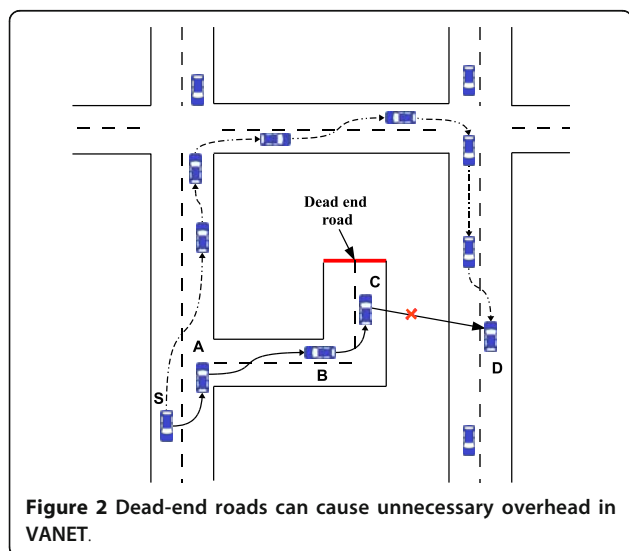 Dead end
road
C
A
B
S
D
Figure 2 Dead-end roads can cause unnecessary overhead in
VANET.